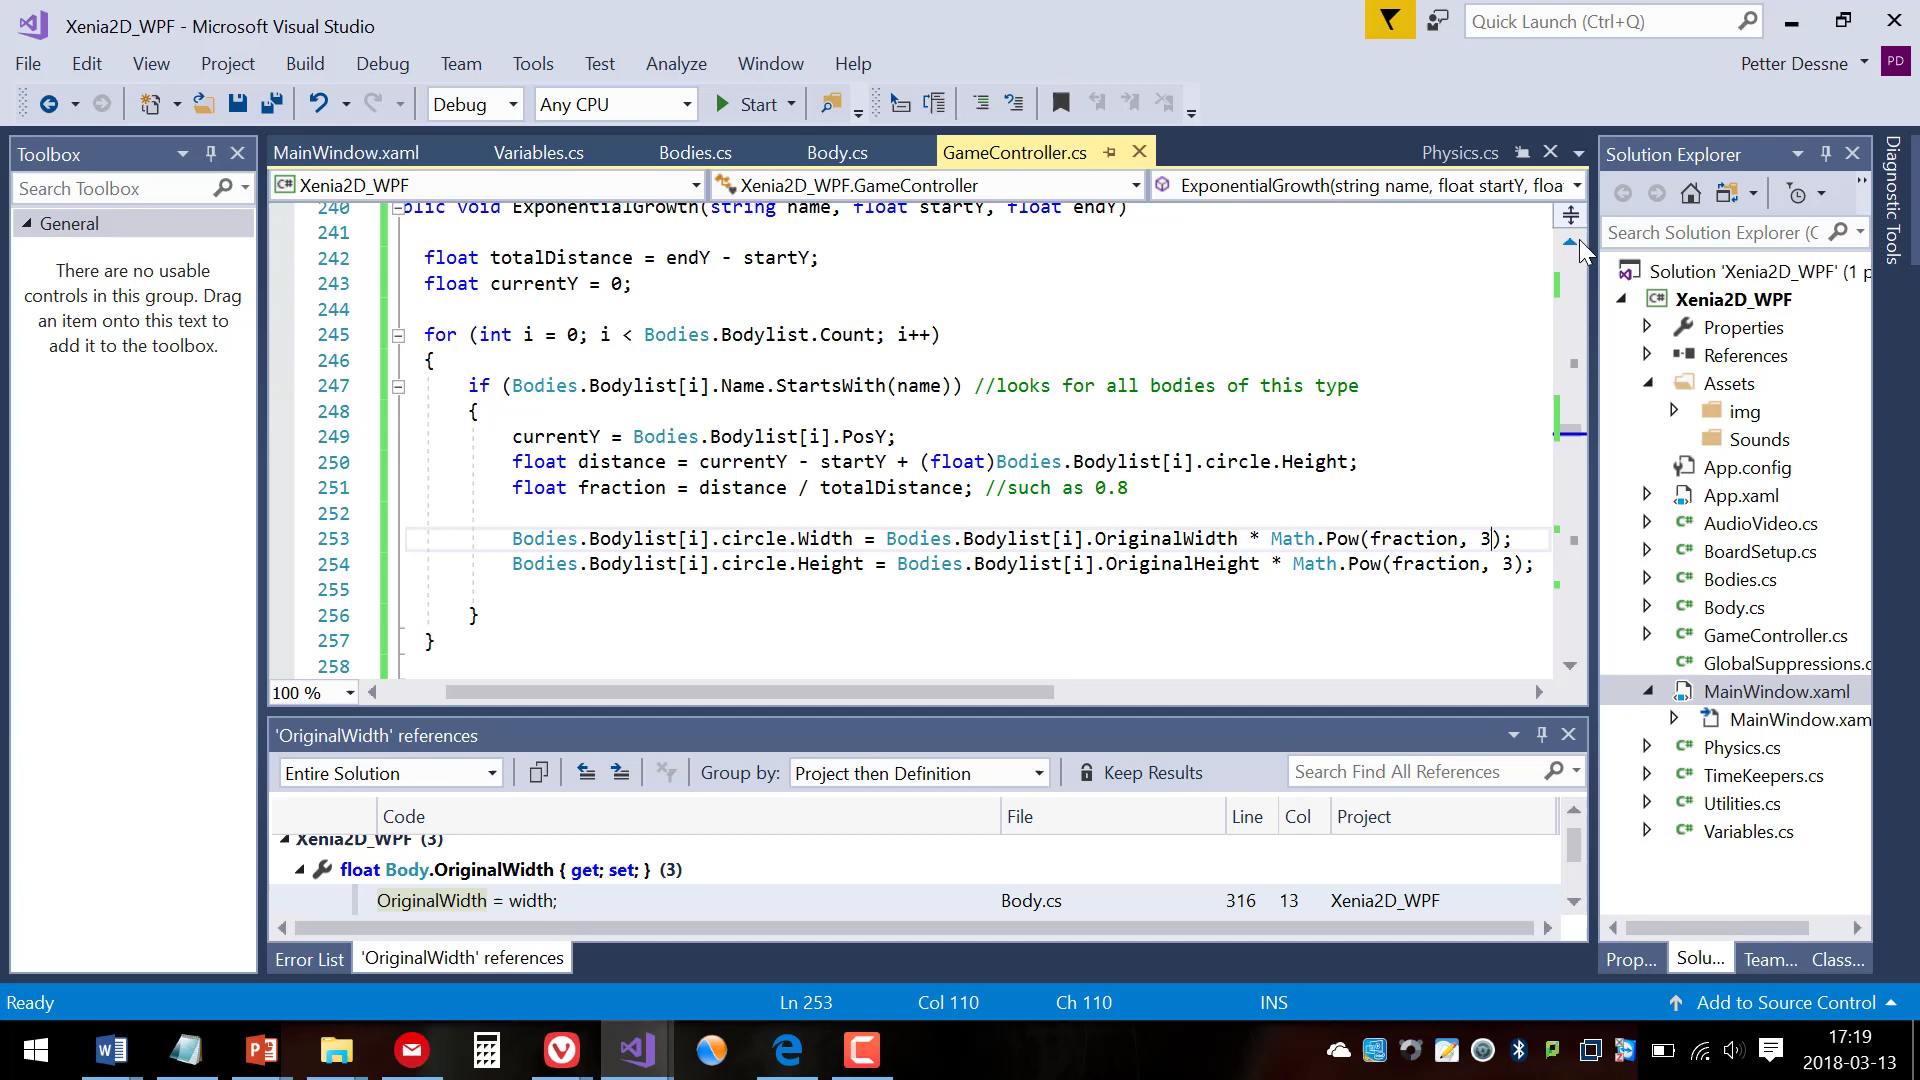 Xenia2D_WPF - Microsoft Visual Studio
Quick Launch (Ctrl+Q)
File Edit View Project Build Debug Team Tools Test Analyze Window Help
Petter Dessne PD
Debug Any CPU Start
Toolbox
MainWindow.xaml Variables.cs Bodies.cs Body.cs GameController.cs Physics.cs
Solution Explorer
Diagnostic Tools
Search Toolbox
Xenia2D_WPF Xenia2D_WPF.GameController ExponentialGrowth(string name, float startY, floa
General
There are no usable
controls in this group. Drag
an item onto this text to
add it to the toolbox.
240 blic void ExponentialGrowth(string name, float startY, float endY)
241
242 float totalDistance = endY - startY;
243 float currentY = 0;
244
245 for (int i = 0; i < Bodies.Bodylist.Count; i++)
246 {
247 if (Bodies.Bodylist[i].Name.StartsWith(name)) //looks for all bodies of this type
248 {
249 currentY = Bodies.Bodylist[i].PosY;
250 float distance = currentY - startY + (float)Bodies.Bodylist[i].circle.Height;
251 float fraction = distance / totalDistance; //such as 0.8
252
253 Bodies.Bodylist[i].circle.Width = Bodies.Bodylist[i].OriginalWidth * Math.Pow(fraction, 3);
254 Bodies.Bodylist[i].circle.Height = Bodies.Bodylist[i].OriginalHeight * Math.Pow(fraction, 3);
255
256 }
257 }
258
100 %
Search Solution Explorer (C
Solution 'Xenia2D_WPF' (1 p
Xenia2D_WPF
Properties
References
Assets
img
Sounds
App.config
App.xaml
AudioVideo.cs
BoardSetup.cs
Bodies.cs
Body.cs
GameController.cs
GlobalSuppressions.c
MainWindow.xaml
MainWindow.xam
Physics.cs
TimeKeepers.cs
Utilities.cs
Variables.cs
'OriginalWidth' references
Entire Solution Group by: Project then Definition Keep Results Search Find All References
Code File Line Col Project
Xenia2D_WPF (3)
float Body.OriginalWidth { get; set; } (3)
OriginalWidth = width; Body.cs 316 13 Xenia2D_WPF
Error List 'OriginalWidth' references
Prop... Solu... Team... Class...
Ready Ln 253 Col 110 Ch 110 INS Add to Source Control
17:19
2018-03-13